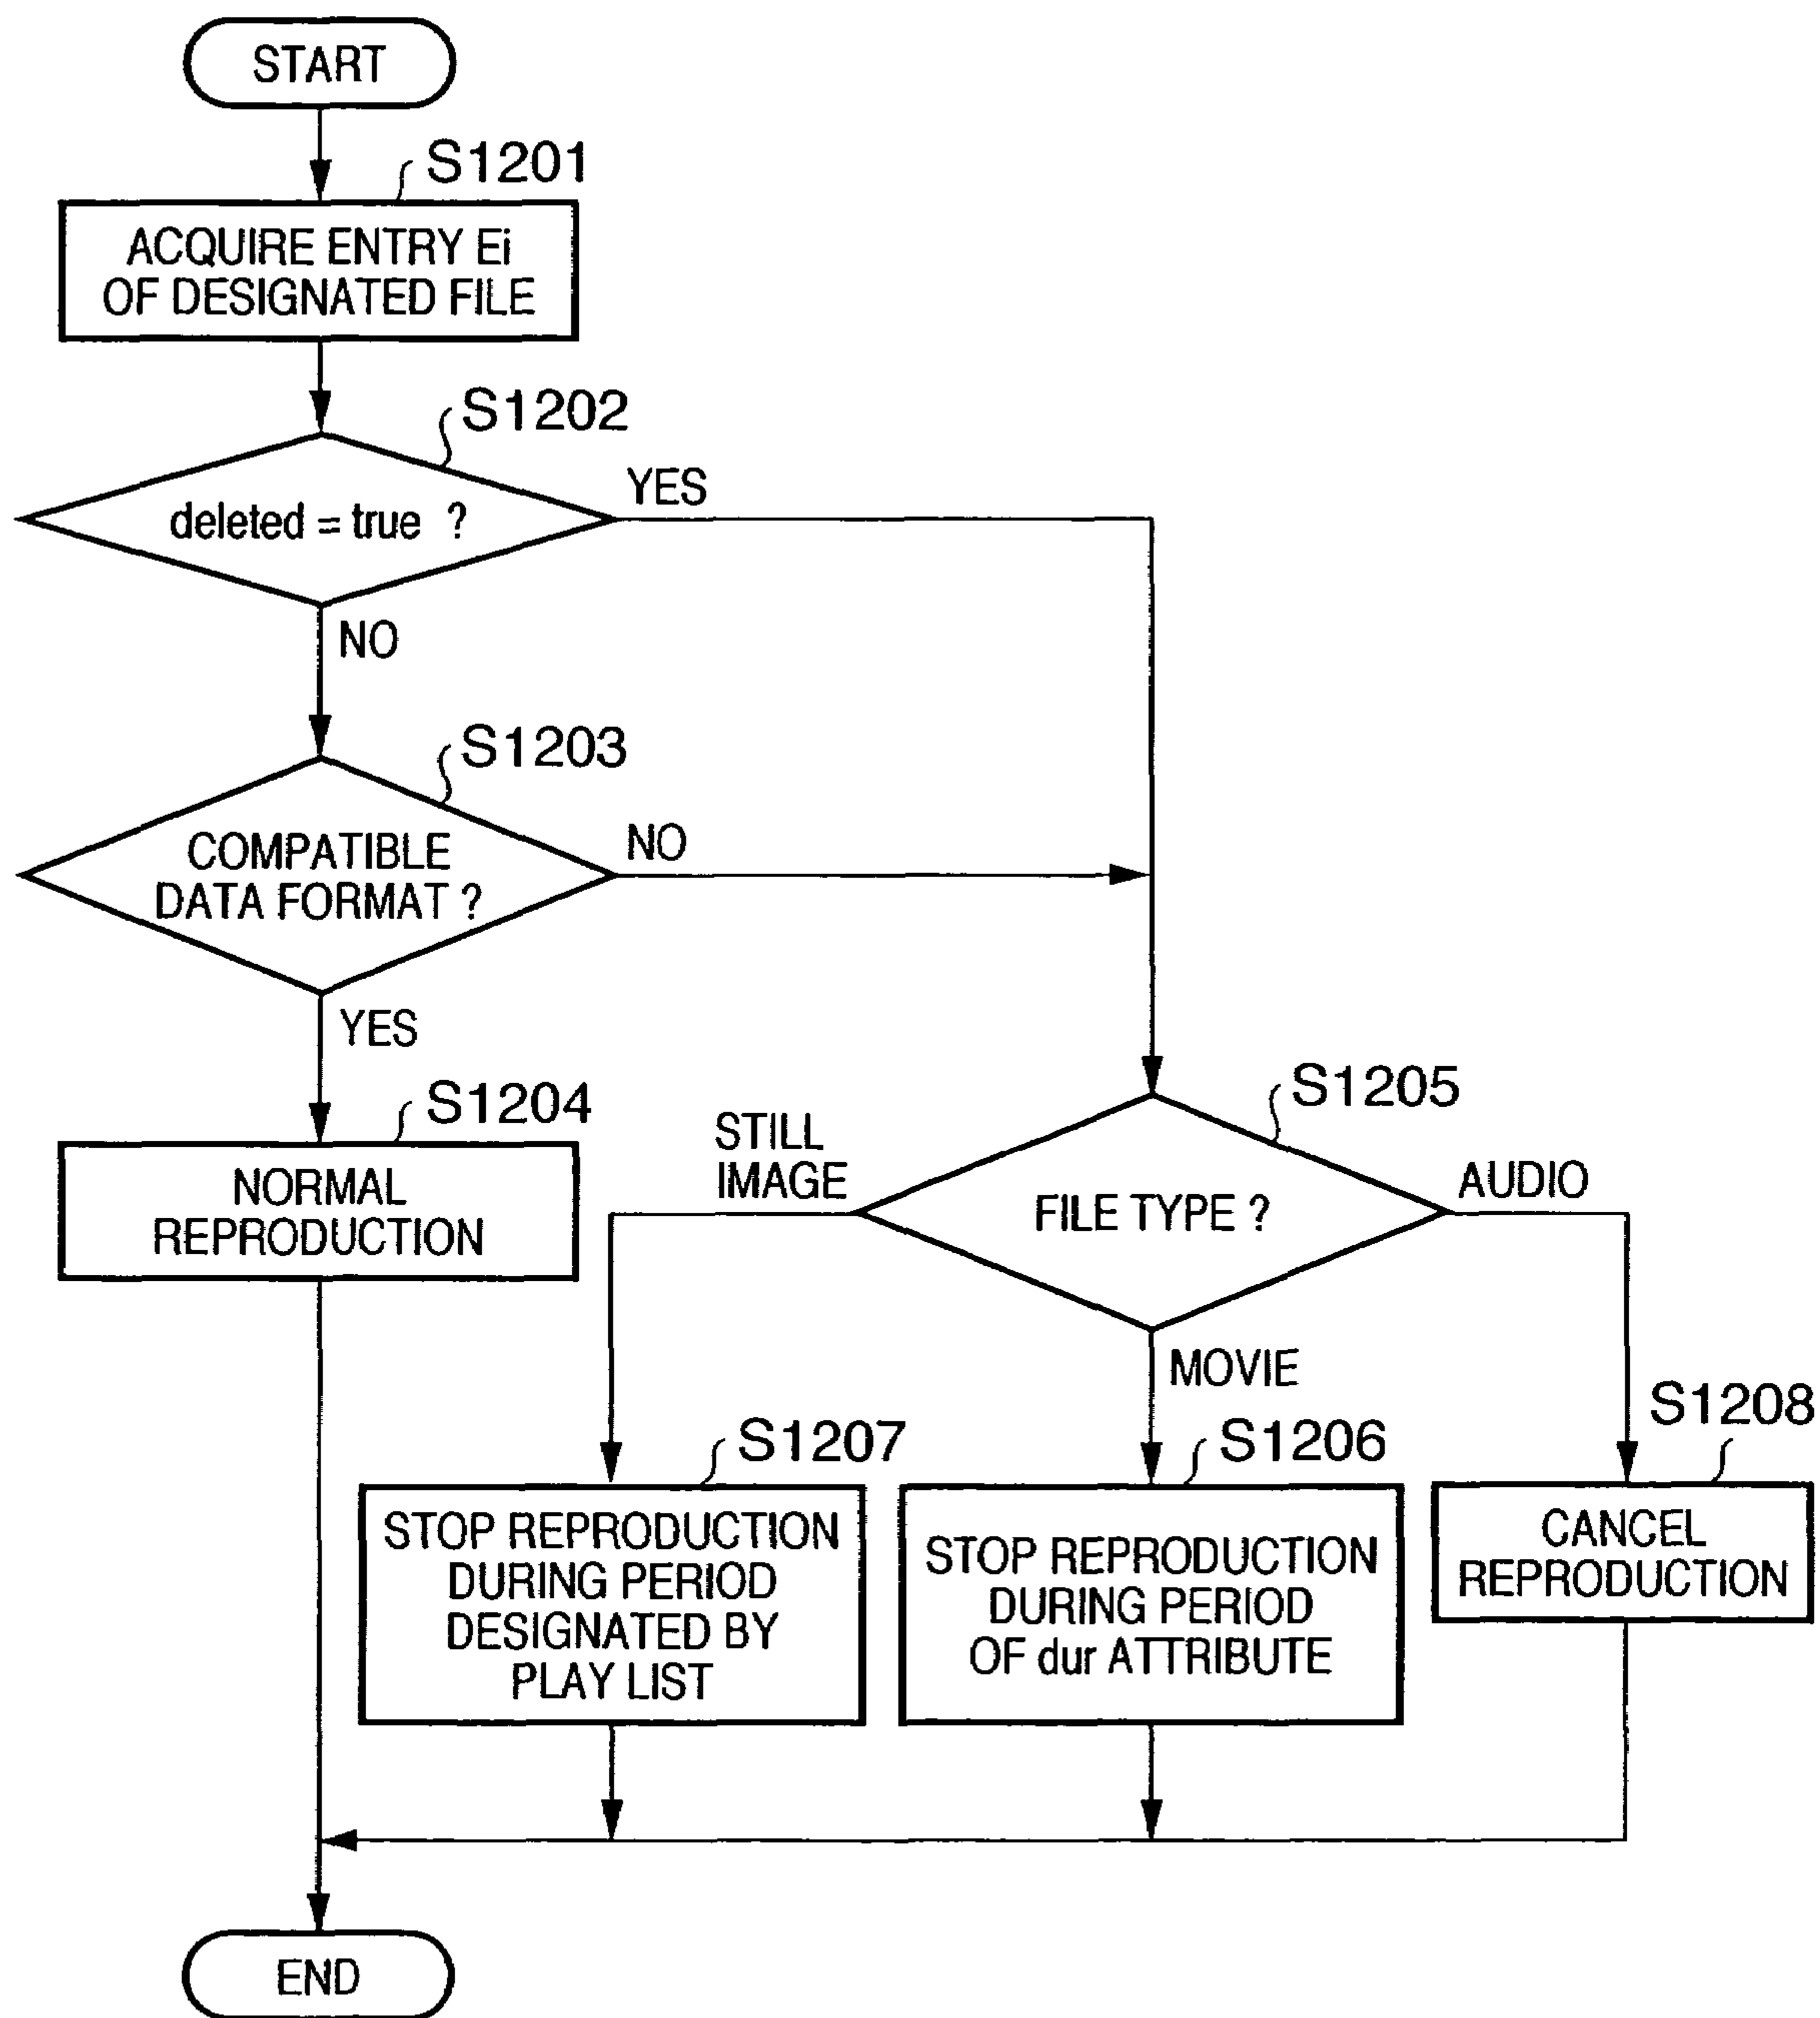 START
S1201
ACQUIRE ENTRY Ei
OF DESIGNATED FILE
S1202
deleted = true ?
YES
NO
S1203
COMPATIBLE
DATA FORMAT ?
NO
YES
S1204
NORMAL
REPRODUCTION
S1205
STILL
IMAGE
FILE TYPE ?
AUDIO
MOVIE
S1207
STOP REPRODUCTION
DURING PERIOD
DESIGNATED BY
PLAY LIST
S1206
STOP REPRODUCTION
DURING PERIOD
OF dur ATTRIBUTE
S1208
CANCEL
REPRODUCTION
END